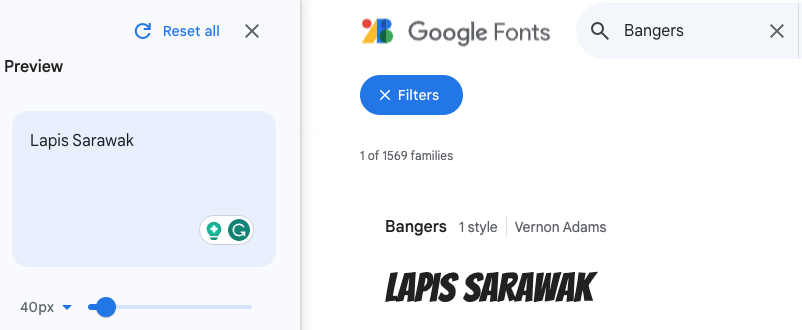 Reset all
Preview
Lapis Sarawak
40px
Google Fonts
Bangers
Filters
1 of 1569 families
Bangers 1 style Vernon Adams
LAPIS SARAWAK